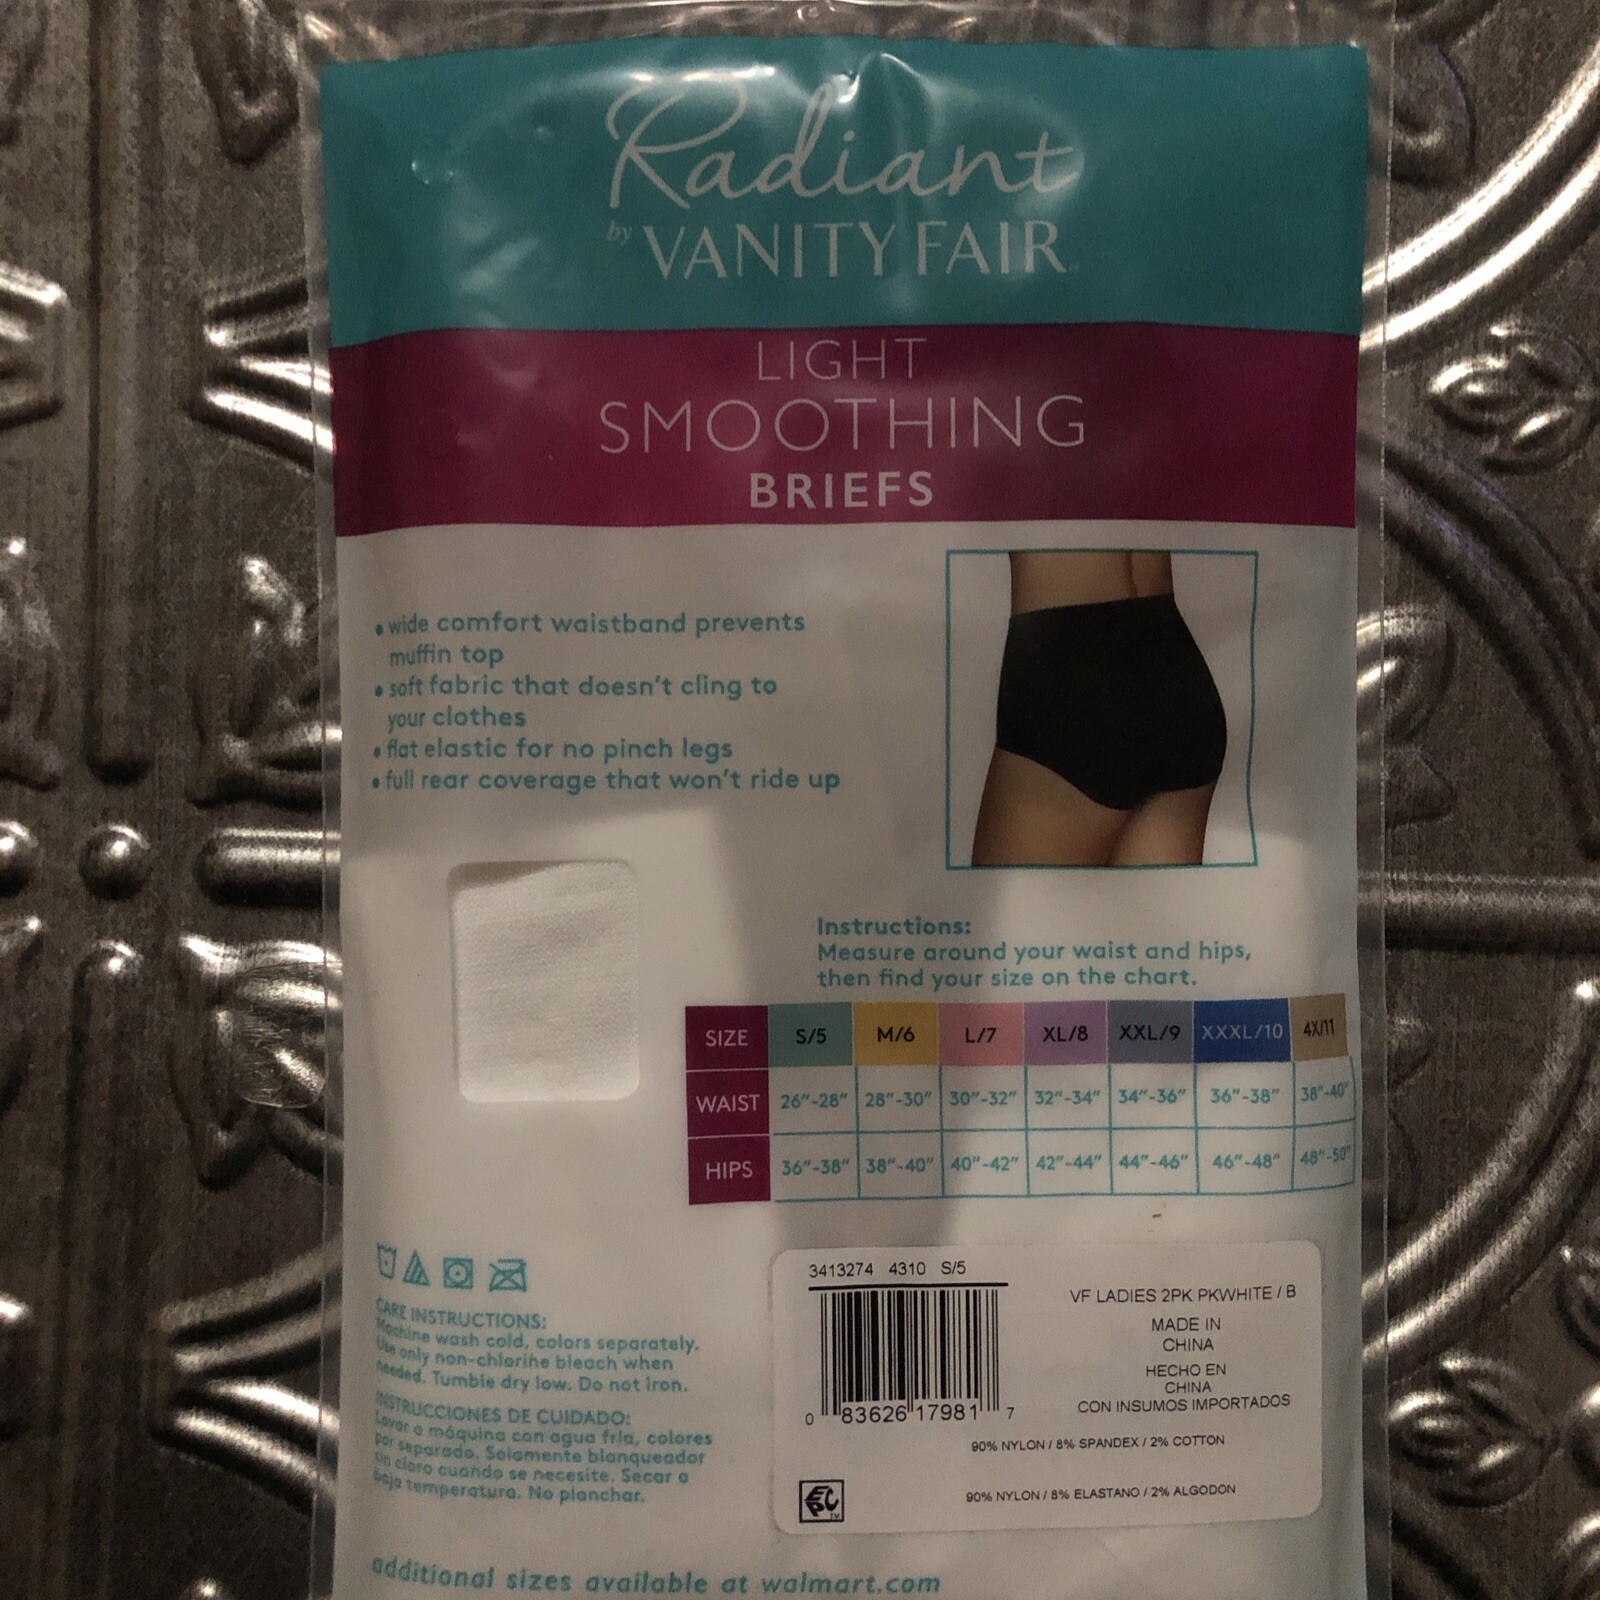 Radiant
by VANITY FAIR
LIGHT
SMOOTHING
BRIEFS
• wide comfort waistband prevents
muffin top
• soft fabric that doesn't cling to
your clothes
• flat elastic for no pinch legs
• full rear coverage that won't ride up
Instructions:
Measure around your waist and hips,
then find your size on the chart.
SIZE S/5 M/6 L/7 XL/8 XXL/9 XXXL/10 4X/11
WAIST 26"-28" 28"-30" 30"-32" 32"-34" 34"-36" 36"-38" 38"-40"
HIPS 36"-38" 38"-40" 40"-42" 42"-44" 44"-46" 46"-48" 48"-50"
CARE INSTRUCTIONS:
Machine wash cold, colors separately.
Use only non-chlorine bleach when
needed. Tumble dry low. Do not iron.
INSTRUCCIONES DE CUIDADO:
Lavar a máquina con agua fría, colores
por separado. Solamente blanqueador
sin cloro cuando se necesite. Secar a
baja temperatura. No planchar.
3413274 4310 S/5
0 83626 17981 7
VF LADIES 2PK PKWHITE / B
MADE IN
CHINA
HECHO EN
CHINA
CON INSUMOS IMPORTADOS
90% NYLON / 8% SPANDEX / 2% COTTON
EPC TM
90% NYLON / 8% ELASTANO / 2% ALGODON
additional sizes available at walmart.com